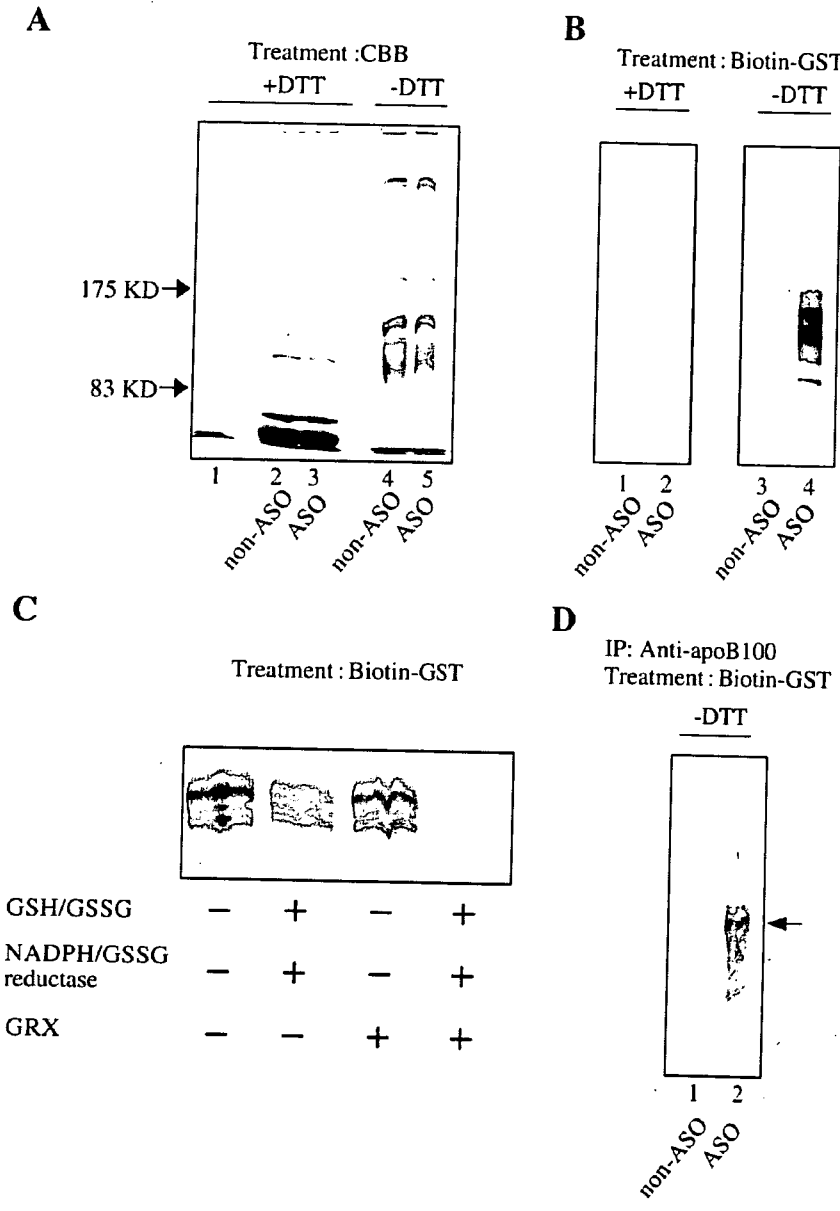 A
Treatment :CBB
+DTT -DTT
175 KD
83 KD
1 2 3 4 5
non-ASO ASO non-ASO ASO
B
Treatment : Biotin-GST
+DTT -DTT
1 2 3 4
non-ASO ASO non-ASO ASO
C
Treatment : Biotin-GST
GSH/GSSG − + − +
NADPH/GSSG
reductase − + − +
GRX − − + +
D
IP: Anti-apoB100
Treatment : Biotin-GST
-DTT
1 2
non-ASO ASO